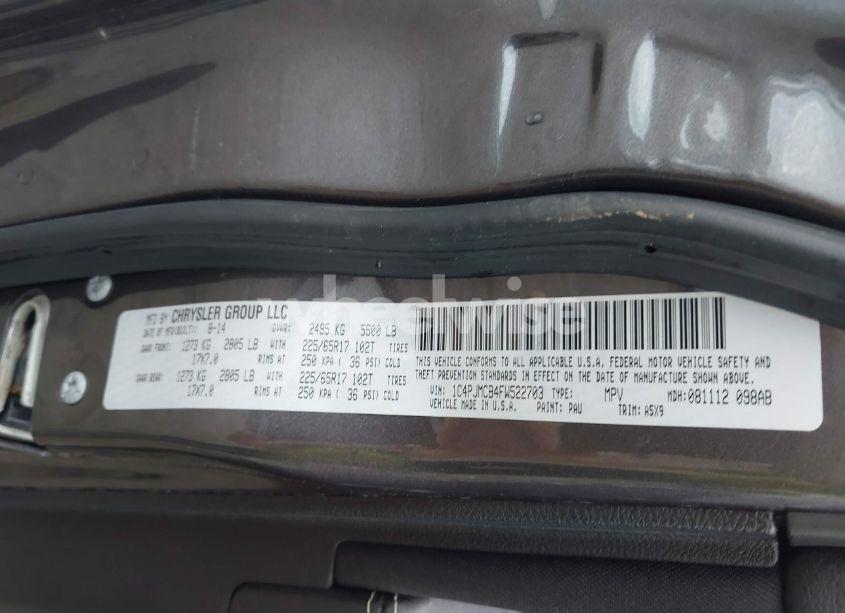 MFD BY CHRYSLER GROUP LLC
DATE OF MFR(BUILT): 8-14 GVWR: 2495 KG 5500 LB
GAWR FRONT: 1273 KG 2805 LB WITH 225/65R17 102T TIRES
17X7.0 RIMS AT 250 KPA ( 36 PSI) COLD
GAWR REAR: 1273 KG 2805 LB WITH 225/65R17 102T TIRES
17X7.0 RIMS AT 250 KPA ( 36 PSI) COLD
THIS VEHICLE CONFORMS TO ALL APPLICABLE U.S.A. FEDERAL MOTOR VEHICLE SAFETY AND
THEFT PREVENTION STANDARDS IN EFFECT ON THE DATE OF MANUFACTURE SHOWN ABOVE.
VIN: 1C4PJMCB4FW522703 TYPE: MPV MDH: 081112 098AB
VEHICLE MADE IN U.S.A. PAINT: PAU TRIM: A5X9
wheelwise